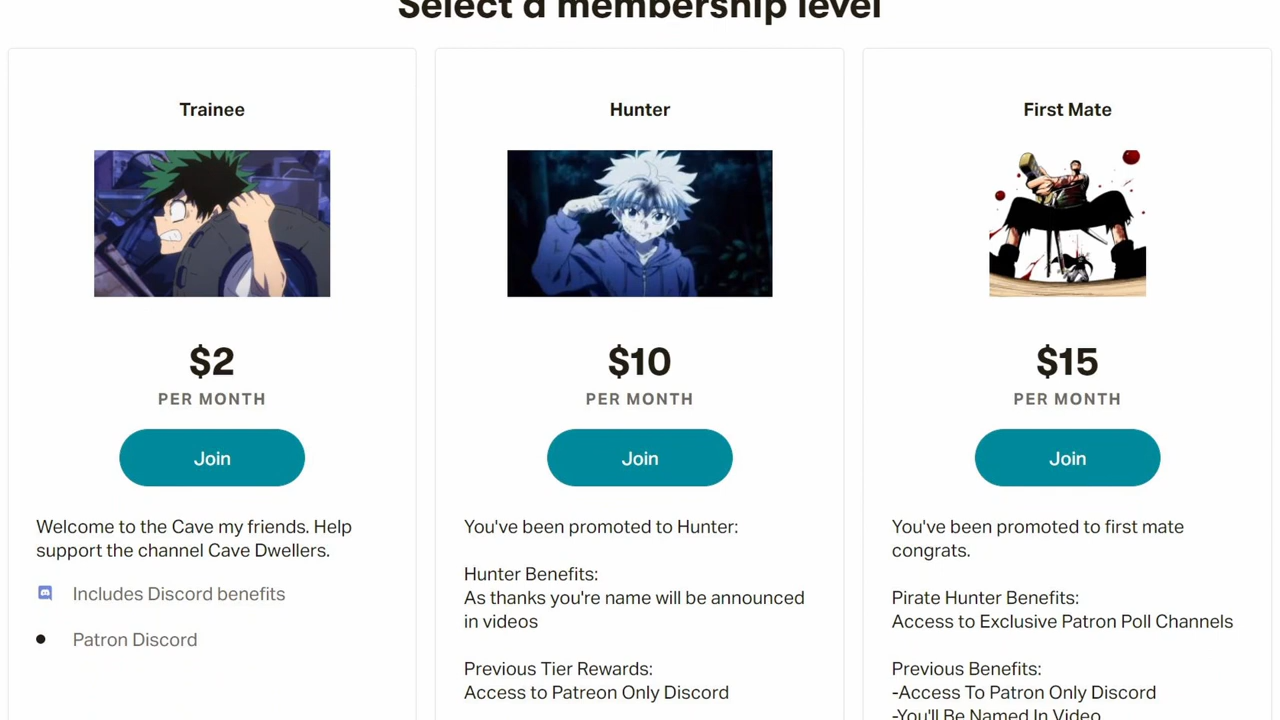 Select a membership level
Trainee
$2
PER MONTH
Join
Welcome to the Cave my friends. Help
support the channel Cave Dwellers.
Includes Discord benefits
Patron Discord
Hunter
$10
PER MONTH
Join
You've been promoted to Hunter:
Hunter Benefits:
As thanks you're name will be announced
in videos
Previous Tier Rewards:
Access to Patreon Only Discord
First Mate
$15
PER MONTH
Join
You've been promoted to first mate
congrats.
Pirate Hunter Benefits:
Access to Exclusive Patron Poll Channels
Previous Benefits:
-Access To Patron Only Discord
-You'll Be Named In Video